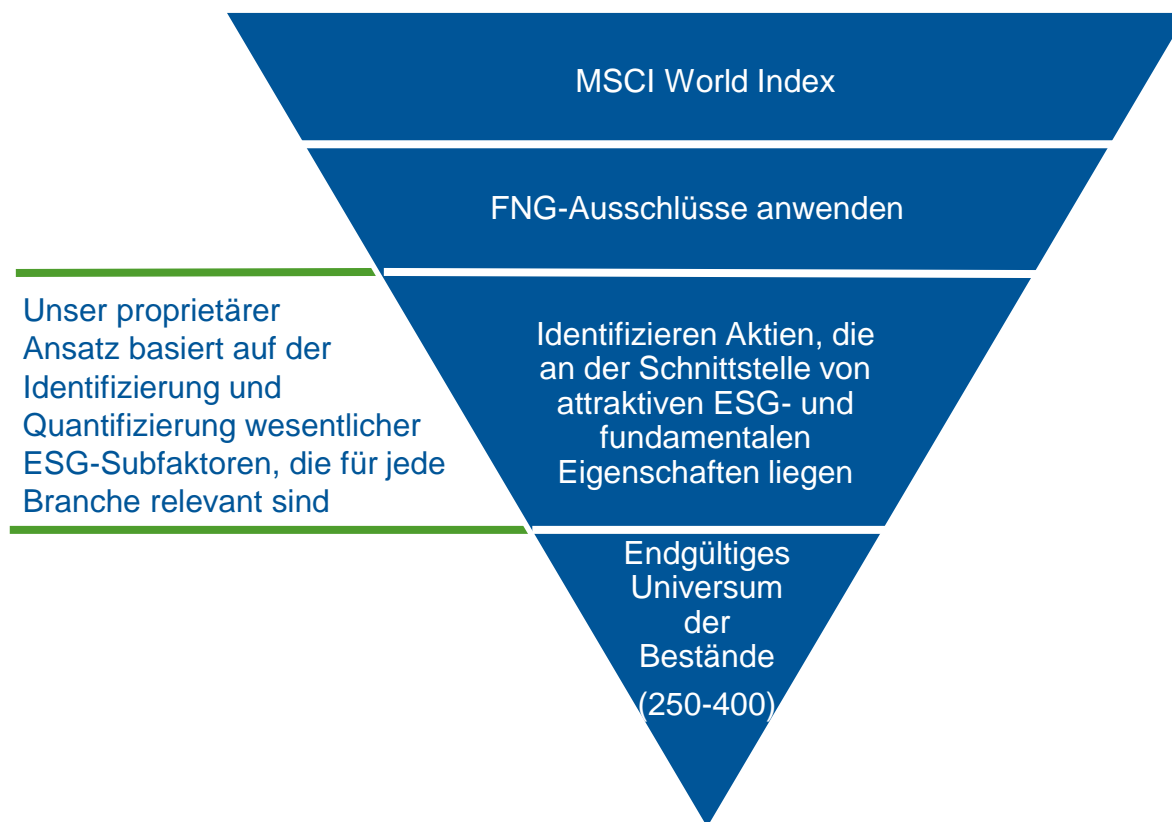 MSCI World Index
FNG-Ausschlüsse anwenden
Unser proprietärer
Ansatz basiert auf der
Identifizierung und
Quantifizierung wesentlicher
ESG-Subfaktoren, die für jede
Branche relevant sind
Identifizieren Aktien, die
an der Schnittstelle von
attraktiven ESG- und
fundamentalen
Eigenschaften liegen
Endgültiges
Universum
der
Bestände
(250-400)